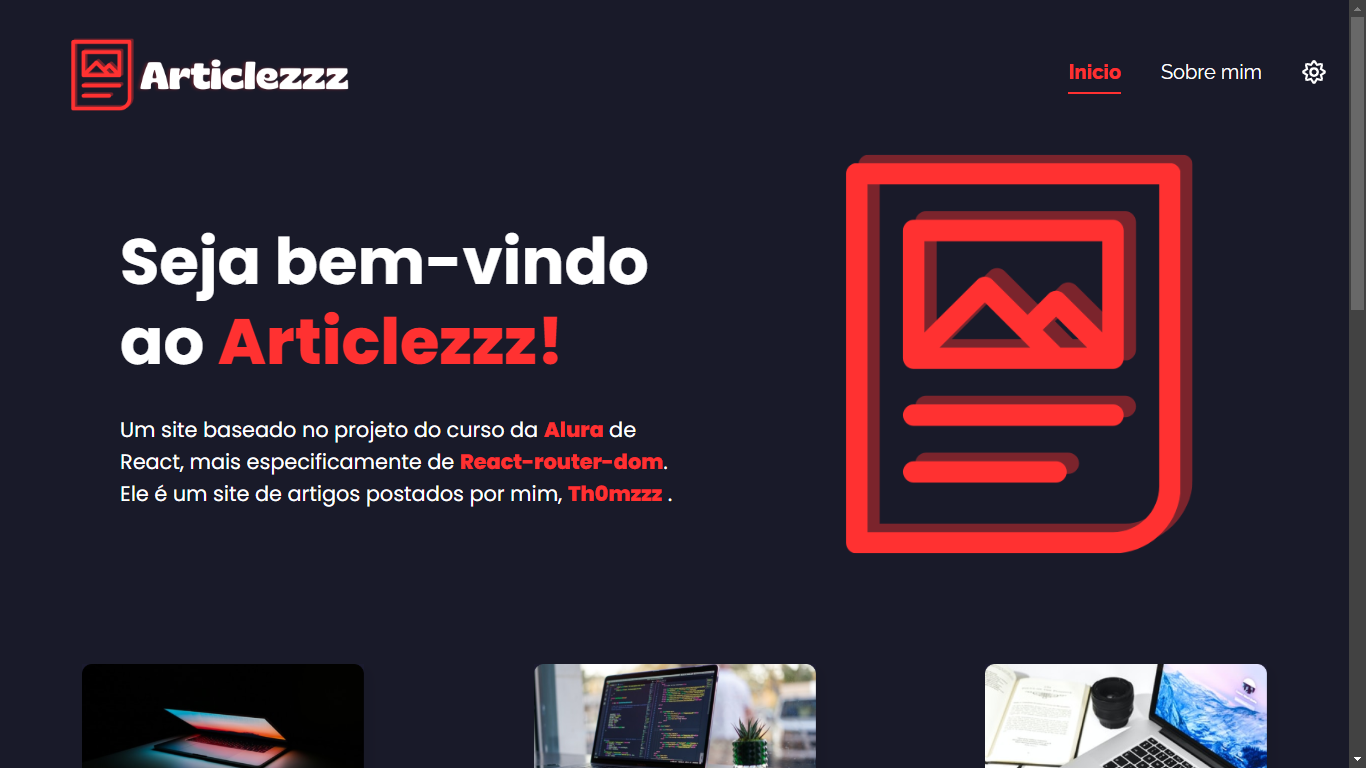 Articlezzz
Inicio
Sobre mim
Seja bem-vindo
ao Articlezzz!
Um site baseado no projeto do curso da Alura de
React, mais especificamente de React-router-dom.
Ele é um site de artigos postados por mim, Th0mzzz .